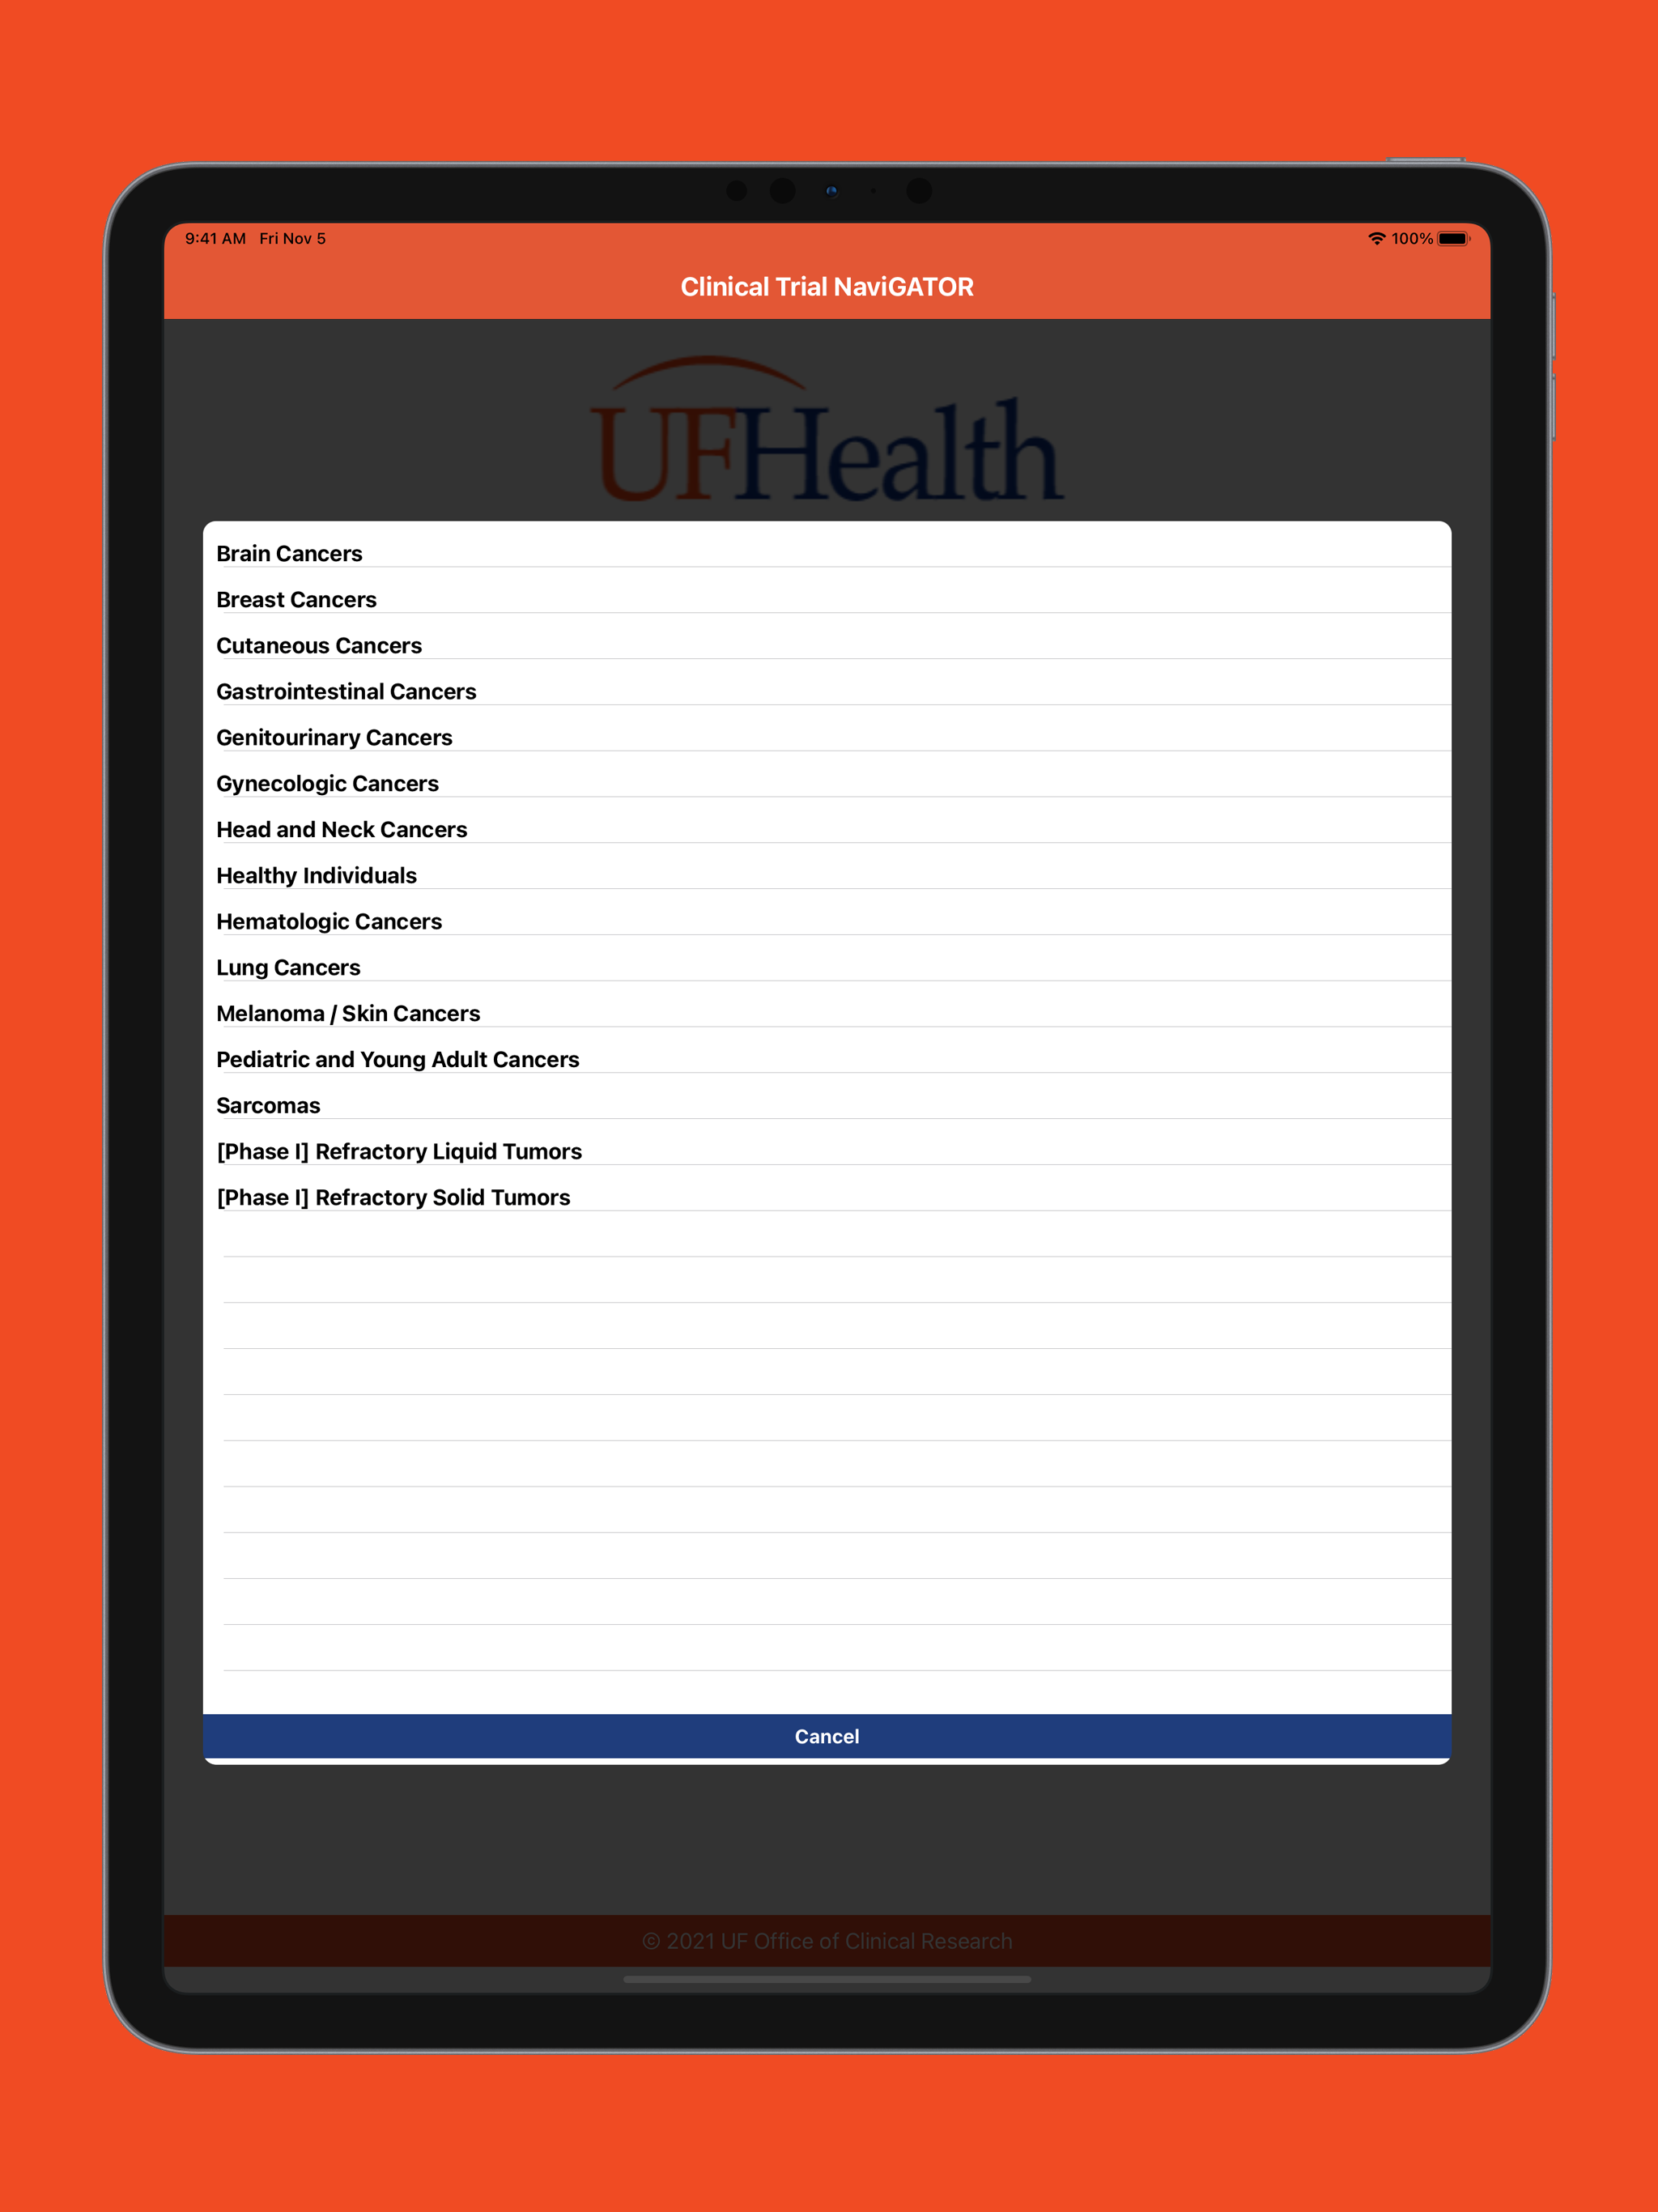 9:41 AM Fri Nov 5 100%
Clinical Trial NaviGATOR
UFHealth
Brain Cancers
Breast Cancers
Cutaneous Cancers
Gastrointestinal Cancers
Genitourinary Cancers
Gynecologic Cancers
Head and Neck Cancers
Healthy Individuals
Hematologic Cancers
Lung Cancers
Melanoma / Skin Cancers
Pediatric and Young Adult Cancers
Sarcomas
[Phase I] Refractory Liquid Tumors
[Phase I] Refractory Solid Tumors
Cancel
© 2021 UF Office of Clinical Research